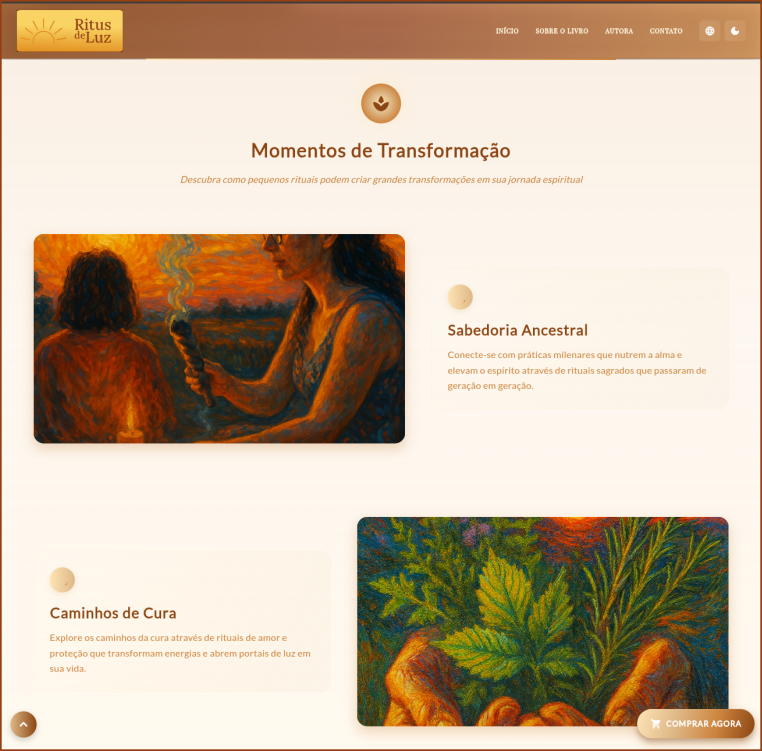 Ritus
deLuz
INÍCIO SOBRE O LIVRO AUTORA CONTATO
Momentos de Transformação
Descubra como pequenos rituais podem criar grandes transformações em sua jornada espiritual
Sabedoria Ancestral
Conecte-se com práticas milenares que nutrem a alma e
elevam o espírito através de rituais sagrados que passaram de
geração em geração.
Caminhos de Cura
Explore os caminhos da cura através de rituais de amor e
proteção que transformam energias e abrem portais de luz em
sua vida.
COMPRAR AGORA